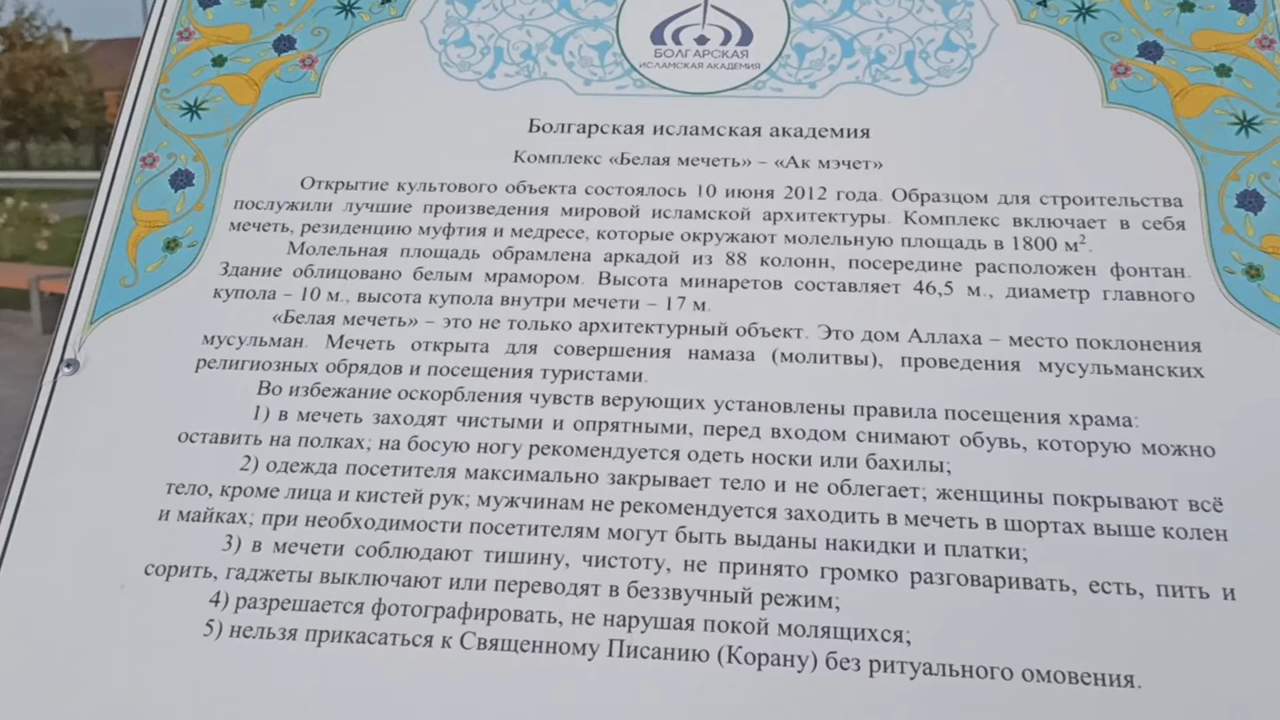 БОЛГАРСКАЯ
ИСЛАМСКАЯ АКАДЕМИЯ
Болгарская исламская академия
Комплекс «Белая мечеть» – «Ак мэчет»
Открытие культового объекта состоялось 10 июня 2012 года. Образцом для строительства
послужили лучшие произведения мировой исламской архитектуры. Комплекс включает в себя
мечеть, резиденцию муфтия и медресе, которые окружают молельную площадь в 1800 м².
Молельная площадь обрамлена аркадой из 88 колонн, посередине расположен фонтан.
Здание облицовано белым мрамором. Высота минаретов составляет 46,5 м., диаметр главного
купола – 10 м., высота купола внутри мечети – 17 м.
«Белая мечеть» – это не только архитектурный объект. Это дом Аллаха – место поклонения
мусульман. Мечеть открыта для совершения намаза (молитвы), проведения мусульманских
религиозных обрядов и посещения туристами.
Во избежание оскорбления чувств верующих установлены правила посещения храма:
1) в мечеть заходят чистыми и опрятными, перед входом снимают обувь, которую можно
оставить на полках; на босую ногу рекомендуется одеть носки или бахилы;
2) одежда посетителя максимально закрывает тело и не облегает; женщины покрывают всё
тело, кроме лица и кистей рук; мужчинам не рекомендуется заходить в мечеть в шортах выше колен
и майках; при необходимости посетителям могут быть выданы накидки и платки;
3) в мечети соблюдают тишину, чистоту, не принято громко разговаривать, есть, пить и
сорить, гаджеты выключают или переводят в беззвучный режим;
4) разрешается фотографировать, не нарушая покой молящихся;
5) нельзя прикасаться к Священному Писанию (Корану) без ритуального омовения.